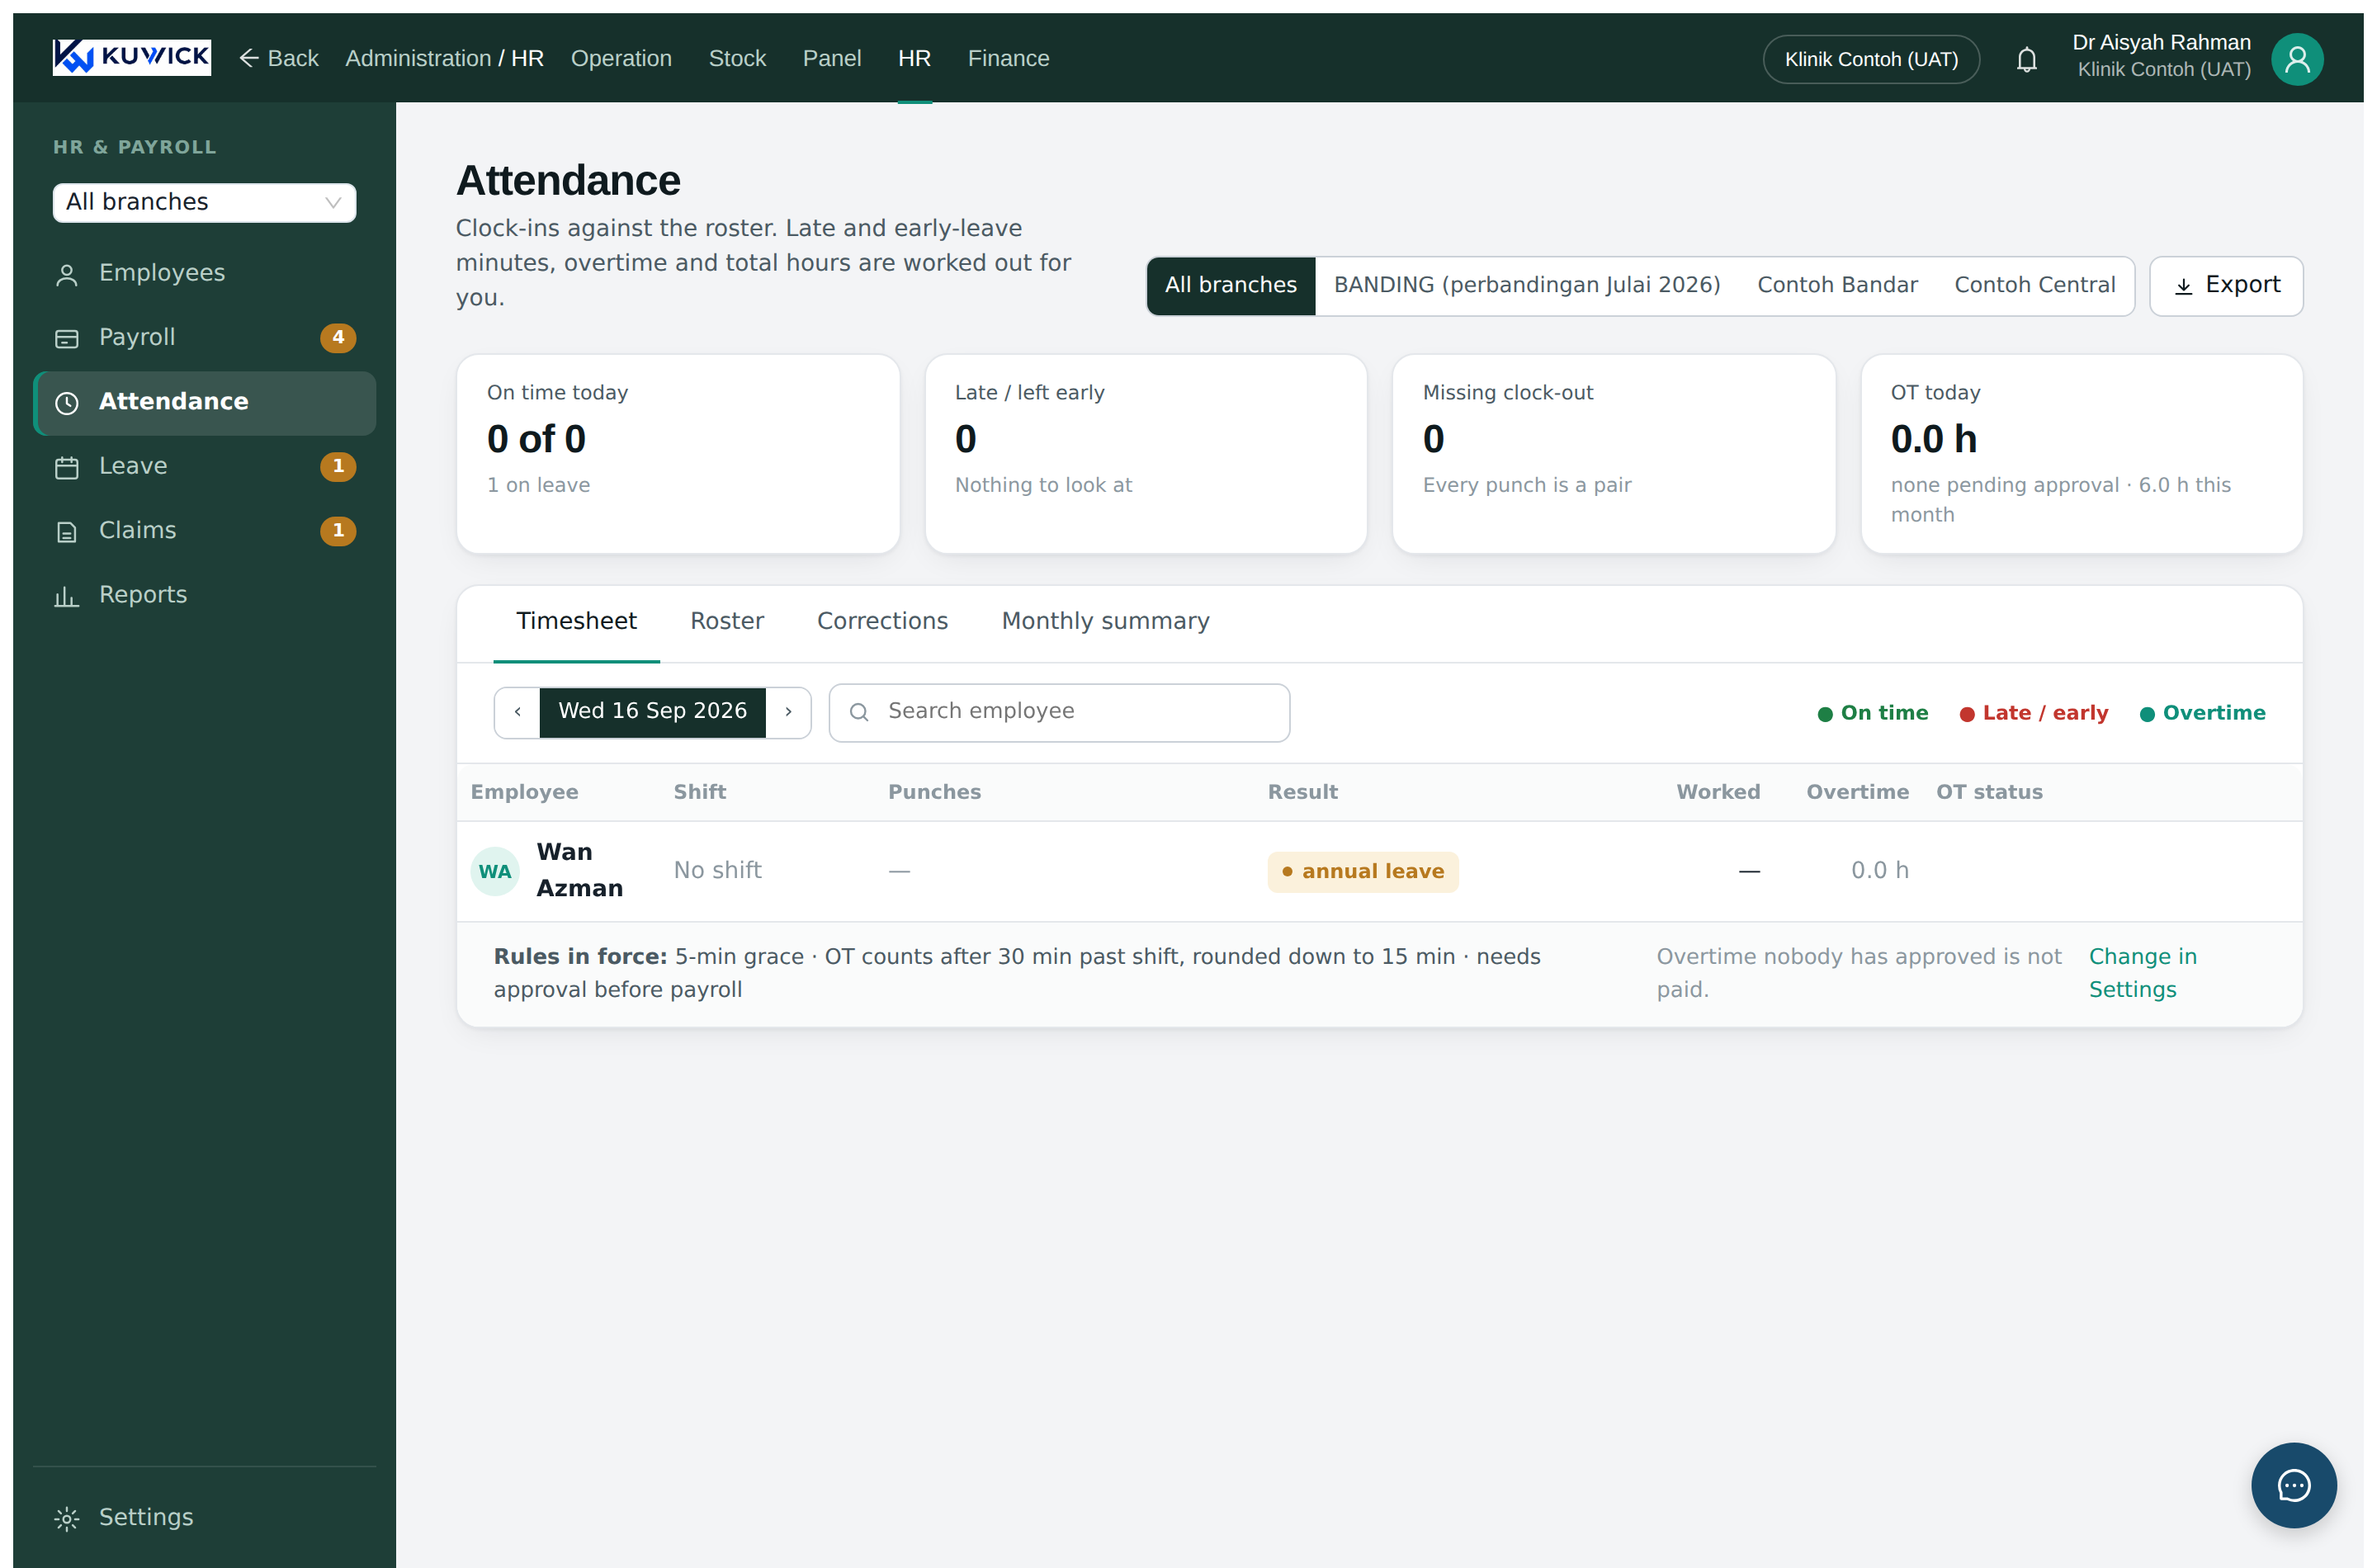 KUWICK
Back
Administration / HR
Operation
Stock
Panel
HR
Finance
Klinik Contoh (UAT)
Dr Aisyah Rahman
Klinik Contoh (UAT)
HR & PAYROLL
All branches
Employees
Payroll
4
Attendance
Leave
1
Claims
1
Reports
Settings
Attendance
Clock-ins against the roster. Late and early-leave
minutes, overtime and total hours are worked out for
you.
All branches
BANDING (perbandingan Julai 2026)
Contoh Bandar
Contoh Central
Export
On time today
0 of 0
1 on leave
Late / left early
0
Nothing to look at
Missing clock-out
0
Every punch is a pair
OT today
0.0 h
none pending approval · 6.0 h this
month
Timesheet
Roster
Corrections
Monthly summary
‹
Wed 16 Sep 2026
›
Search employee
On time
Late / early
Overtime
Employee
Shift
Punches
Result
Worked
Overtime
OT status
WA
Wan
Azman
No shift
—
annual leave
—
0.0 h
Rules in force: 5-min grace · OT counts after 30 min past shift, rounded down to 15 min · needs
approval before payroll
Overtime nobody has approved is not
paid.
Change in
Settings